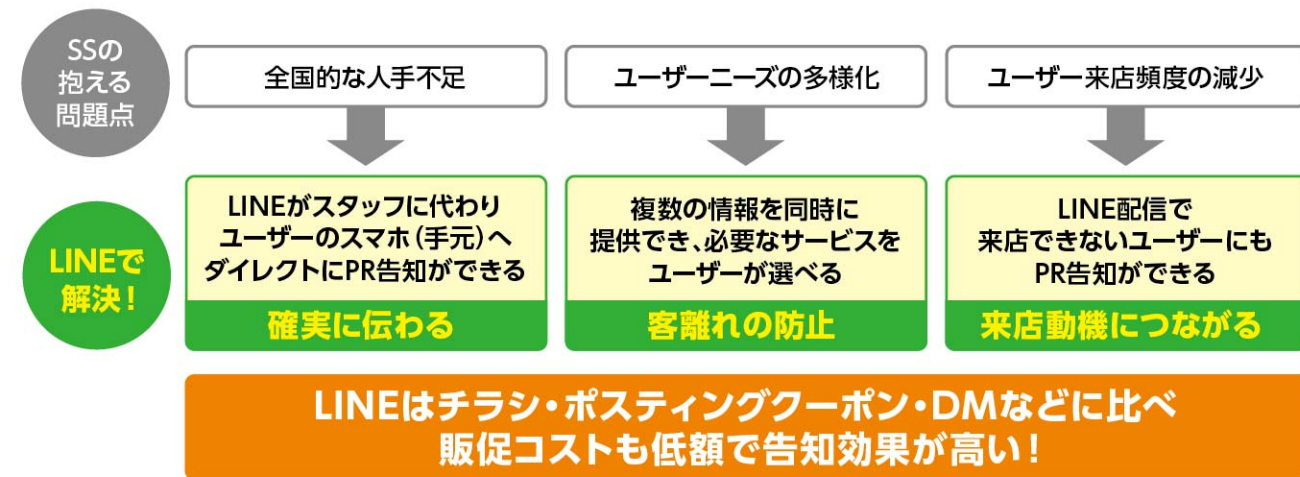 SSの
抱える
問題点
全国的な人手不足
ユーザーニーズの多様化
ユーザー来店頻度の減少
LINEで
解決!
LINEがスタッフに代わり
ユーザーのスマホ(手元)へ
ダイレクトにPR告知ができる
確実に伝わる
複数の情報を同時に
提供でき、必要なサービスを
ユーザーが選べる
客離れの防止
LINE配信で
来店できないユーザーにも
PR告知ができる
来店動機につながる
LINEはチラシ・ポスティングクーポン・DMなどに比べ
販促コストも低額で告知効果が高い!